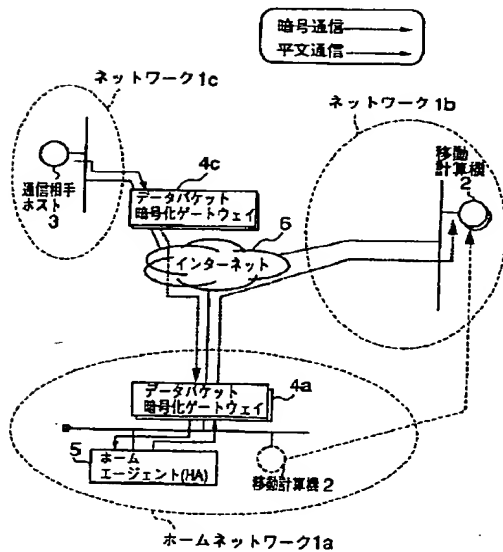 暗号通信
平文通信
ネットワーク1c
ネットワーク1b
通信相手
ホスト
3
4c
データパケット
暗号化ゲートウェイ
移動
計算機
2
6
インターネット
データパケット
暗号化ゲートウェイ
4a
5
ホーム
エージェント(HA)
移動計算機2
ホームネットワーク1a